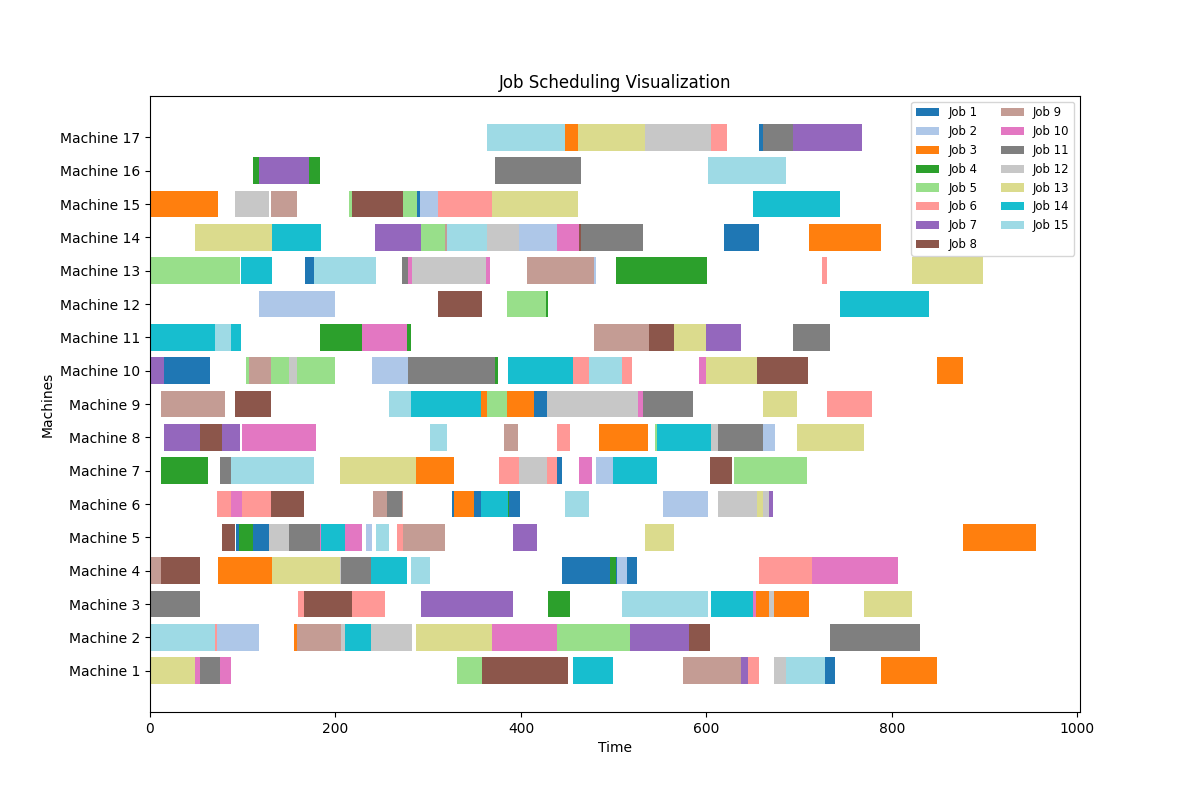 Job Scheduling Visualization
Machine 17
Machine 16
Machine 15
Machine 14
Machine 13
Machine 12
Machine 11
Machine 10
Machine 9
Machine 8
Machine 7
Machine 6
Machine 5
Machine 4
Machine 3
Machine 2
Machine 1
Machines
Job 1
Job 2
Job 3
Job 4
Job 5
Job 6
Job 7
Job 8
Job 9
Job 10
Job 11
Job 12
Job 13
Job 14
Job 15
0 200 400 600 800 1000
Time